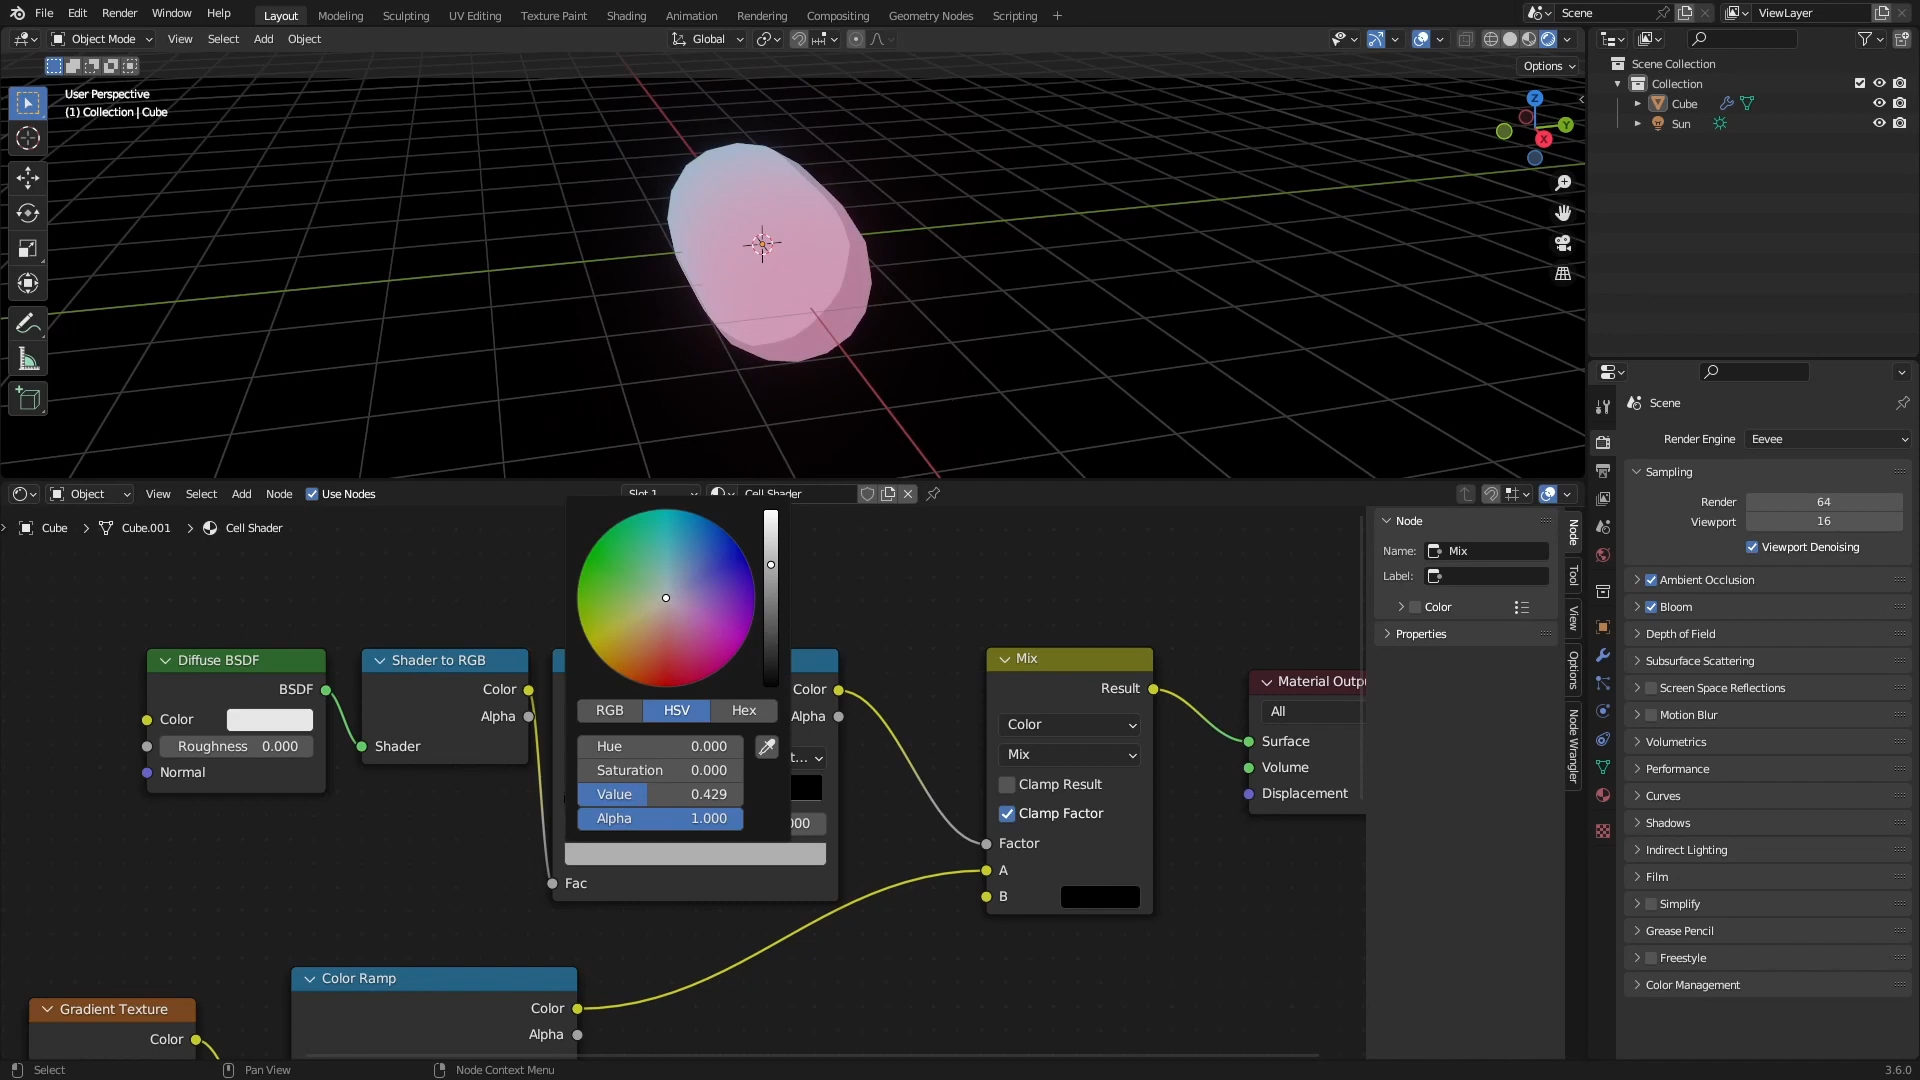 File Edit Render Window Help
Layout Modeling Sculpting UV Editing Texture Paint Shading Animation Rendering Compositing Geometry Nodes Scripting +
Scene
ViewLayer
Object Mode
View Select Add Object
Global
Options
User Perspective
(1) Collection | Cube
Z
Y
X
Scene Collection
Collection
Cube
Sun
Scene
Render Engine Eevee
Sampling
Render 64
Viewport 16
Viewport Denoising
Ambient Occlusion
Bloom
Depth of Field
Subsurface Scattering
Screen Space Reflections
Motion Blur
Volumetrics
Performance
Curves
Shadows
Indirect Lighting
Film
Simplify
Grease Pencil
Freestyle
Color Management
Object
View Select Add Node Use Nodes
Slot 1
Cell Shader
Cube > Cube.001 > Cell Shader
Node
Name: Mix
Label:
Color
Properties
Node
Tool
View
Options
Node Wrangler
Diffuse BSDF
BSDF
Color
Roughness 0.000
Normal
Shader to RGB
Color
Alpha
Shader
RGB HSV Hex
Hue 0.000
Saturation 0.000
Value 0.429
Alpha 1.000
Color
Alpha
t...
000
Fac
Mix
Result
Color
Mix
Clamp Result
Clamp Factor
Factor
A
B
Material Outpu
All
Surface
Volume
Displacement
Color Ramp
Color
Alpha
Gradient Texture
Color
Select
Pan View
Node Context Menu
3.6.0